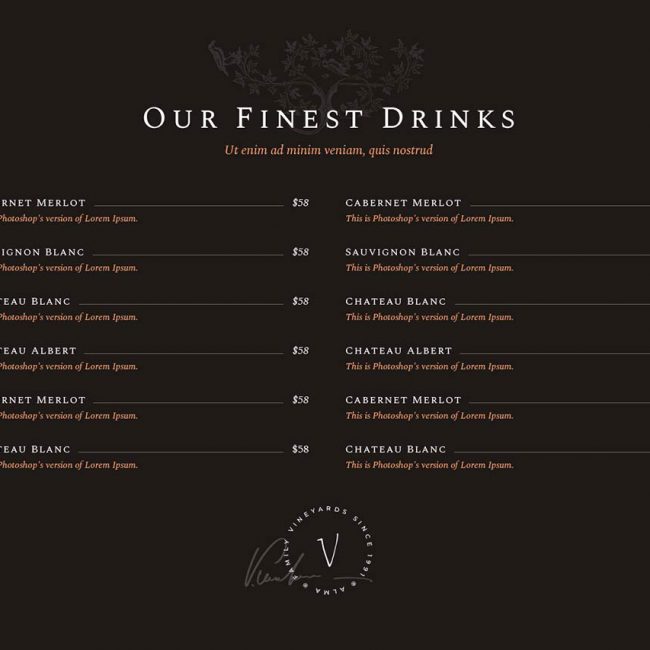 OUR FINEST DRINKS
Ut enim ad minim veniam, quis nostrud
RNET MERLOT $58
Photoshop's version of Lorem Ipsum.
IGNON BLANC $58
Photoshop's version of Lorem Ipsum.
TEAU BLANC $58
Photoshop's version of Lorem Ipsum.
TEAU ALBERT $58
Photoshop's version of Lorem Ipsum.
RNET MERLOT $58
Photoshop's version of Lorem Ipsum.
TEAU BLANC $58
Photoshop's version of Lorem Ipsum.
CABERNET MERLOT
This is Photoshop's version of Lorem Ipsum.
SAUVIGNON BLANC
This is Photoshop's version of Lorem Ipsum.
CHATEAU BLANC
This is Photoshop's version of Lorem Ipsum.
CHATEAU ALBERT
This is Photoshop's version of Lorem Ipsum.
CABERNET MERLOT
This is Photoshop's version of Lorem Ipsum.
CHATEAU BLANC
This is Photoshop's version of Lorem Ipsum.
ALMA FAMILY VINEYARDS SINCE 1991
V